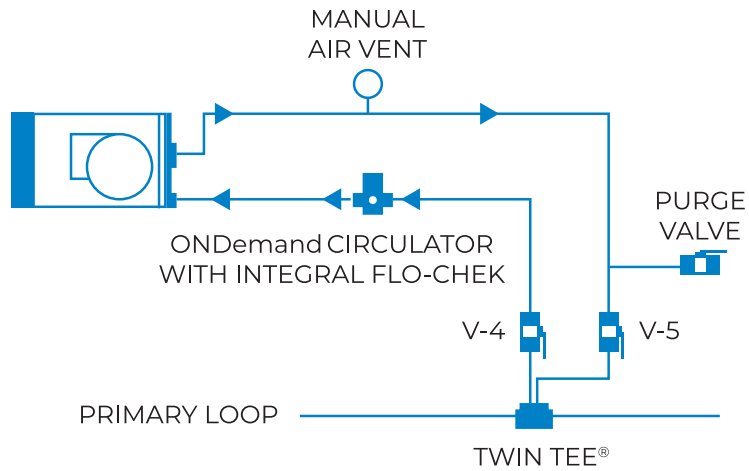 MANUAL
AIR VENT
ONDemand CIRCULATOR
WITH INTEGRAL FLO-CHEK
PURGE
VALVE
V-4
V-5
PRIMARY LOOP
TWIN TEE®